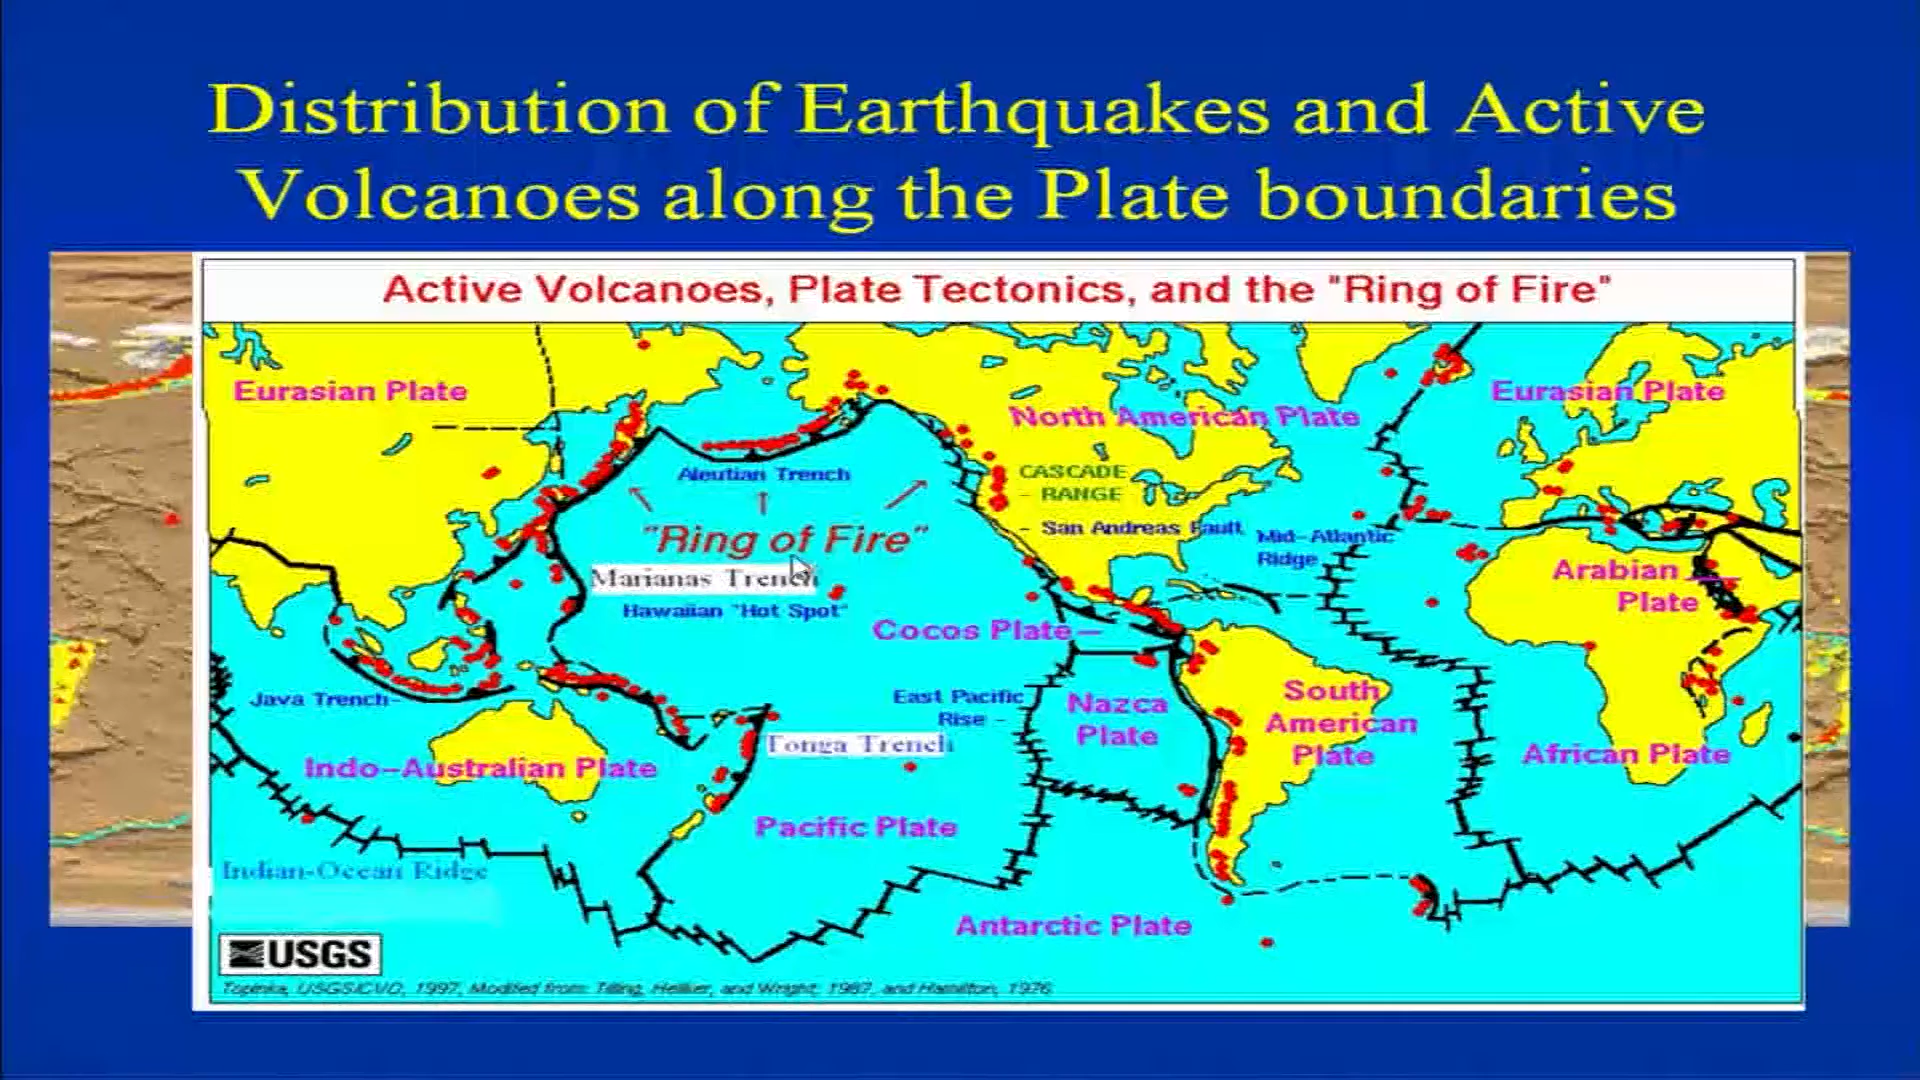 Distribution of Earthquakes and Active
Volcanoes along the Plate boundaries
Active Volcanoes, Plate Tectonics, and the "Ring of Fire"
Eurasian Plate
Eurasian Plate
North American Plate
Aleutian Trench
CASCADE
RANGE
"Ring of Fire"
San Andreas Fault
Mid-Atlantic
Ridge
Marianas Trench
Hawaiian "Hot Spot"
Arabian
Plate
Cocos Plate
Java Trench
East Pacific
Rise
Nazca
Plate
South
American
Plate
Tonga Trench
Indo-Australian Plate
African Plate
Pacific Plate
Indian-Ocean Ridge
Antarctic Plate
USGS
Topinka, USGS/CVO, 1997, Modified from: Tilling, Heliker, and Wright, 1987, and Hamilton, 1976